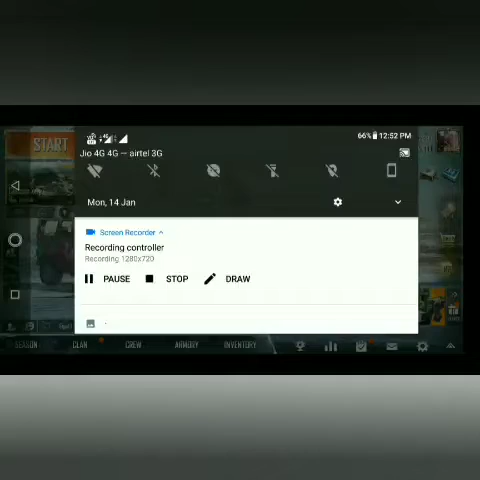 START
66% 12:52 PM
Jio 4G 4G — airtel 3G
Mon, 14 Jan
Screen Recorder
Recording controller
Recording 1280x720
PAUSE STOP DRAW
SEASON CLAN CREW ARMORY INVENTORY